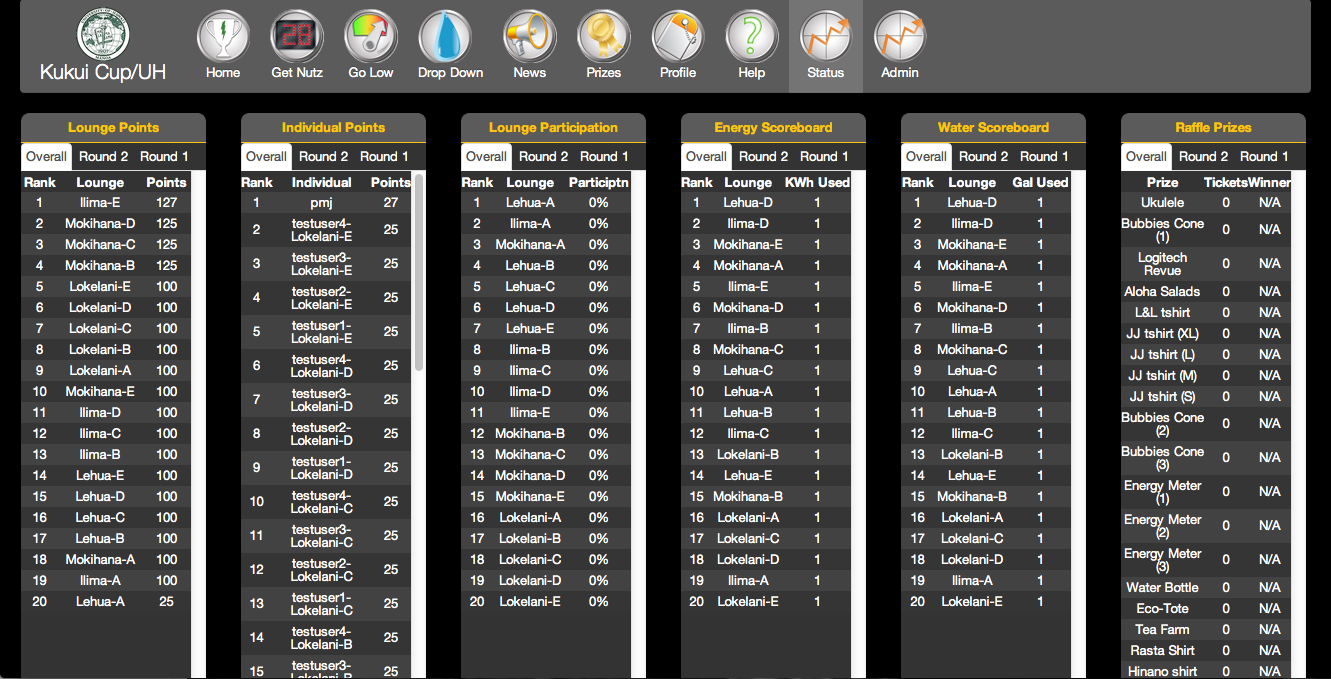 Kukui Cup/UH
28
Home Get Nutz Go Low Drop Down News Prizes Profile Help Status Admin
Lounge Points
Overall Round 2 Round 1
Rank Lounge Points
1 Ilima-E 127
2 Mokihana-D 125
3 Mokihana-C 125
4 Mokihana-B 125
5 Lokelani-E 100
6 Lokelani-D 100
7 Lokelani-C 100
8 Lokelani-B 100
9 Lokelani-A 100
10 Mokihana-E 100
11 Ilima-D 100
12 Ilima-C 100
13 Ilima-B 100
14 Lehua-E 100
15 Lehua-D 100
16 Lehua-C 100
17 Lehua-B 100
18 Mokihana-A 100
19 Ilima-A 100
20 Lehua-A 25
Individual Points
Overall Round 2 Round 1
Rank Individual Points
1 pmj 27
2 testuser4-
Lokelani-E 25
3 testuser3-
Lokelani-E 25
4 testuser2-
Lokelani-E 25
5 testuser1-
Lokelani-E 25
6 testuser4-
Lokelani-D 25
7 testuser3-
Lokelani-D 25
8 testuser2-
Lokelani-D 25
9 testuser1-
Lokelani-D 25
10 testuser4-
Lokelani-C 25
11 testuser3-
Lokelani-C 25
12 testuser2-
Lokelani-C 25
13 testuser1-
Lokelani-C 25
14 testuser4-
Lokelani-B 25
15 testuser3-
Lokelani-B 25
Lounge Participation
Overall Round 2 Round 1
Rank Lounge Participtn
1 Lehua-A 0%
2 Ilima-A 0%
3 Mokihana-A 0%
4 Lehua-B 0%
5 Lehua-C 0%
6 Lehua-D 0%
7 Lehua-E 0%
8 Ilima-B 0%
9 Ilima-C 0%
10 Ilima-D 0%
11 Ilima-E 0%
12 Mokihana-B 0%
13 Mokihana-C 0%
14 Mokihana-D 0%
15 Mokihana-E 0%
16 Lokelani-A 0%
17 Lokelani-B 0%
18 Lokelani-C 0%
19 Lokelani-D 0%
20 Lokelani-E 0%
Energy Scoreboard
Overall Round 2 Round 1
Rank Lounge KWh Used
1 Lehua-D 1
2 Ilima-D 1
3 Mokihana-E 1
4 Mokihana-A 1
5 Ilima-E 1
6 Mokihana-D 1
7 Ilima-B 1
8 Mokihana-C 1
9 Lehua-C 1
10 Lehua-A 1
11 Lehua-B 1
12 Ilima-C 1
13 Lokelani-B 1
14 Lehua-E 1
15 Mokihana-B 1
16 Lokelani-A 1
17 Lokelani-C 1
18 Lokelani-D 1
19 Ilima-A 1
20 Lokelani-E 1
Water Scoreboard
Overall Round 2 Round 1
Rank Lounge Gal Used
1 Lehua-D 1
2 Ilima-D 1
3 Mokihana-E 1
4 Mokihana-A 1
5 Ilima-E 1
6 Mokihana-D 1
7 Ilima-B 1
8 Mokihana-C 1
9 Lehua-C 1
10 Lehua-A 1
11 Lehua-B 1
12 Ilima-C 1
13 Lokelani-B 1
14 Lehua-E 1
15 Mokihana-B 1
16 Lokelani-A 1
17 Lokelani-C 1
18 Lokelani-D 1
19 Ilima-A 1
20 Lokelani-E 1
Raffle Prizes
Overall Round 2 Round 1
Prize Tickets Winner
Ukulele 0 N/A
Bubbies Cone
(1) 0 N/A
Logitech
Revue 0 N/A
Aloha Salads 0 N/A
L&L tshirt 0 N/A
JJ tshirt (XL) 0 N/A
JJ tshirt (L) 0 N/A
JJ tshirt (M) 0 N/A
JJ tshirt (S) 0 N/A
Bubbies Cone
(2) 0 N/A
Bubbies Cone
(3) 0 N/A
Energy Meter
(1) 0 N/A
Energy Meter
(2) 0 N/A
Energy Meter
(3) 0 N/A
Water Bottle 0 N/A
Eco-Tote 0 N/A
Tea Farm 0 N/A
Rasta Shirt 0 N/A
Hinano shirt 0 N/A